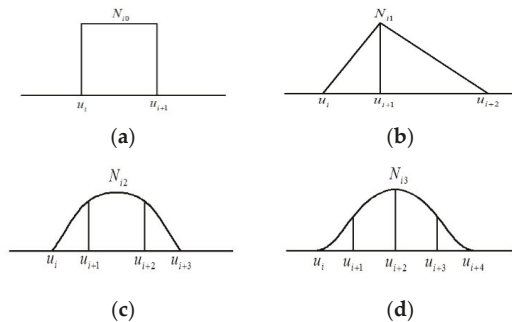 N_{i0}
u_i u_{i+1}
(a)
N_{i1}
u_i u_{i+1} u_{i+2}
(b)
N_{i2}
u_i u_{i+1} u_{i+2} u_{i+3}
(c)
N_{i3}
u_i u_{i+1} u_{i+2} u_{i+3} u_{i+4}
(d)